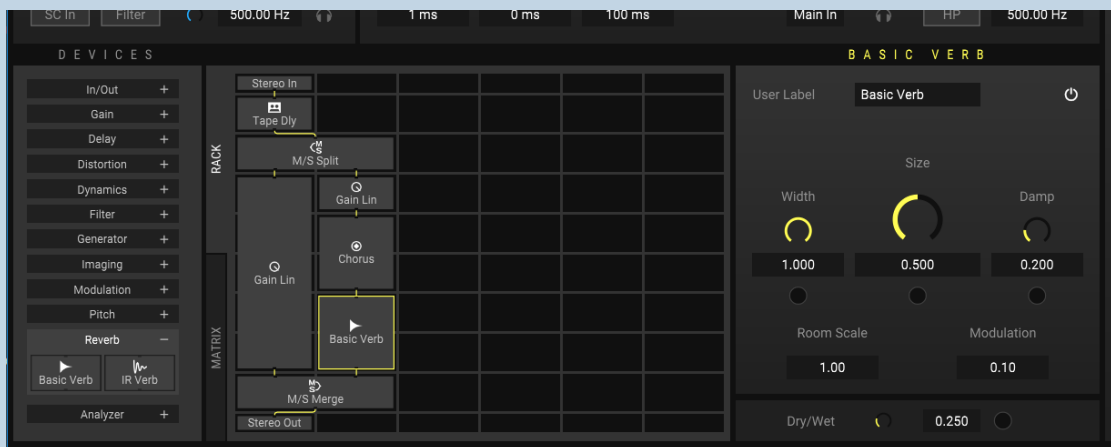 SC In Filter 500.00 Hz 1 ms 0 ms 100 ms Main In HP 500.00 Hz
DEVICES
BASIC VERB
In/Out +
Gain +
Delay +
Distortion +
Dynamics +
Filter +
Generator +
Imaging +
Modulation +
Pitch +
Reverb −
Basic Verb IR Verb
Analyzer +
RACK
MATRIX
Stereo In
Tape Dly
M
S
M/S Split
Gain Lin
Gain Lin
Chorus
Basic Verb
M
S
M/S Merge
Stereo Out
User Label Basic Verb
Size
Width Damp
1.000 0.500 0.200
Room Scale Modulation
1.00 0.10
Dry/Wet 0.250